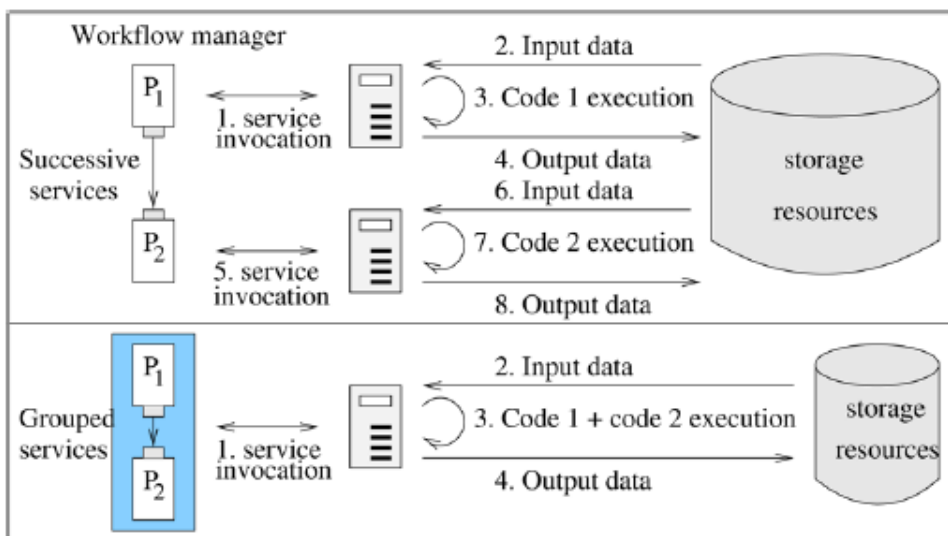 Workflow manager
P1
Successive
services
P2
1. service
invocation
2. Input data
3. Code 1 execution
4. Output data
5. service
invocation
6. Input data
7. Code 2 execution
8. Output data
storage
resources
P1
Grouped
services
P2
1. service
invocation
2. Input data
3. Code 1 + code 2 execution
4. Output data
storage
resources